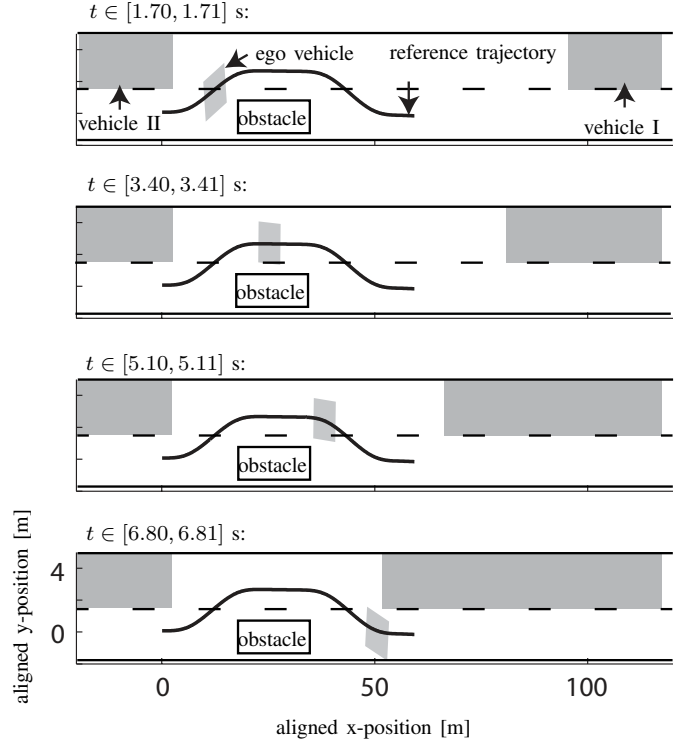 t ∈ [1.70, 1.71] s:
ego vehicle
reference trajectory
vehicle II
obstacle
vehicle I
t ∈ [3.40, 3.41] s:
obstacle
t ∈ [5.10, 5.11] s:
obstacle
t ∈ [6.80, 6.81] s:
4
0
obstacle
aligned y-position [m]
0
50
100
aligned x-position [m]